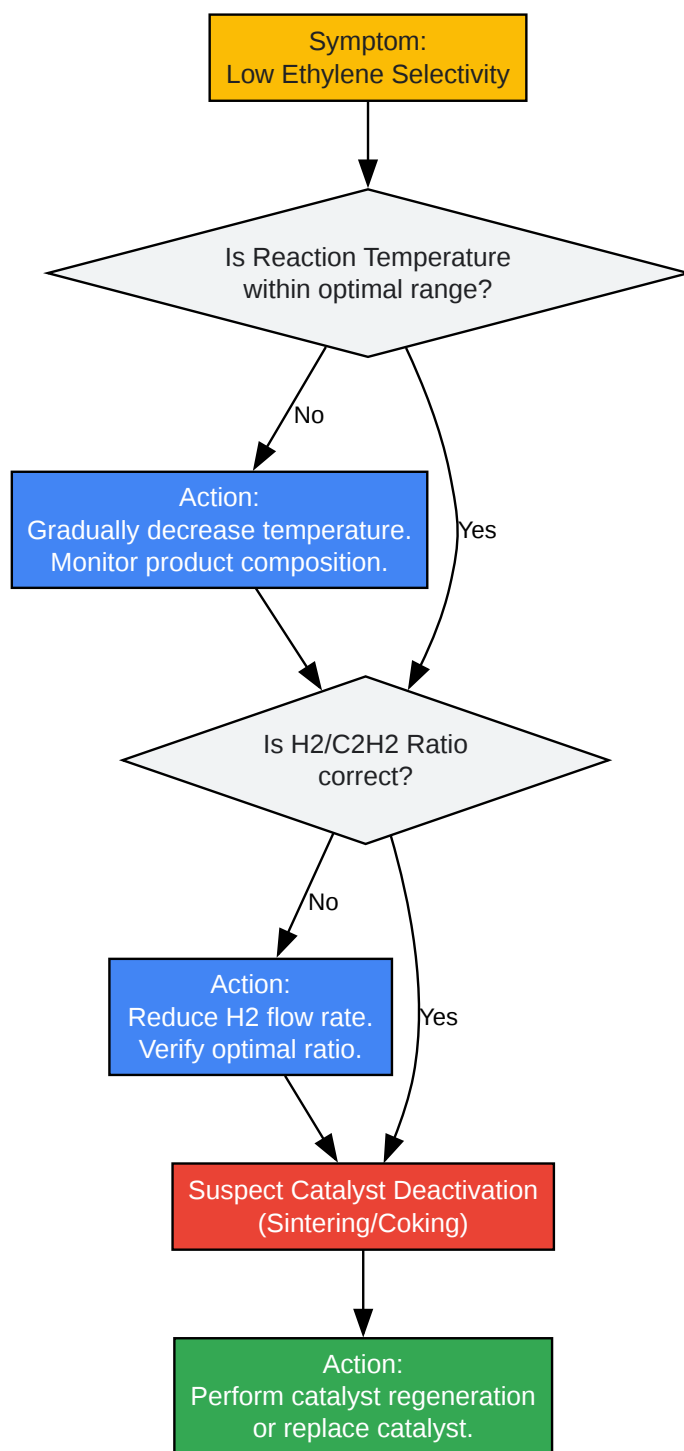 Symptom:
Low Ethylene Selectivity
Is Reaction Temperature
within optimal range?
No
Yes
Action:
Gradually decrease temperature.
Monitor product composition.
Is H2/C2H2 Ratio
correct?
No
Yes
Action:
Reduce H2 flow rate.
Verify optimal ratio.
Suspect Catalyst Deactivation
(Sintering/Coking)
Action:
Perform catalyst regeneration
or replace catalyst.